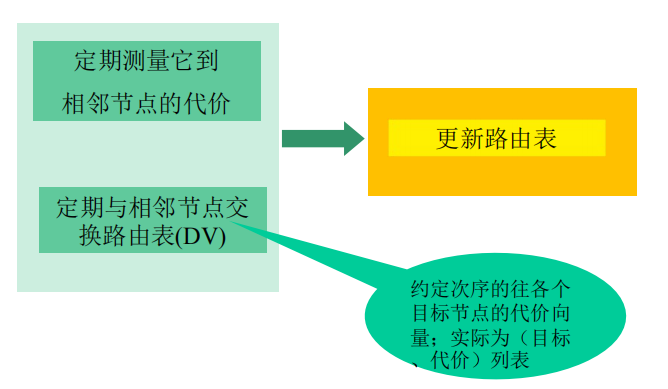 定期测量它到
相邻节点的代价
定期与相邻节点交
换路由表(DV)
更新路由表
约定次序的往各个
目标节点的代价向
量；实际为（目标
、代价）列表